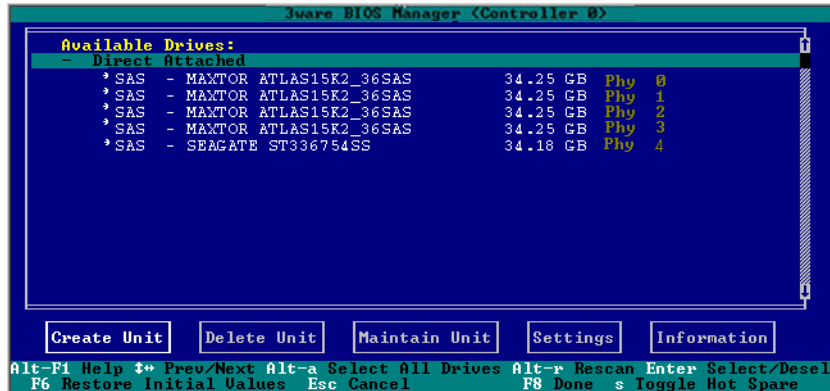 3ware BIOS Manager <Controller 0>
Available Drives:
- Direct Attached
SAS - MAXTOR ATLAS15K2_36SAS 34.25 GB Phy 0
SAS - MAXTOR ATLAS15K2_36SAS 34.25 GB Phy 1
SAS - MAXTOR ATLAS15K2_36SAS 34.25 GB Phy 2
SAS - MAXTOR ATLAS15K2_36SAS 34.25 GB Phy 3
SAS - SEAGATE ST336754SS 34.18 GB Phy 4
Create Unit Delete Unit Maintain Unit Settings Information
Alt-F1 Help ↕↔ Prev/Next Alt-a Select All Drives Alt-r Rescan Enter Select/Desel
F6 Restore Initial Values Esc Cancel F8 Done s Toggle Hot Spare